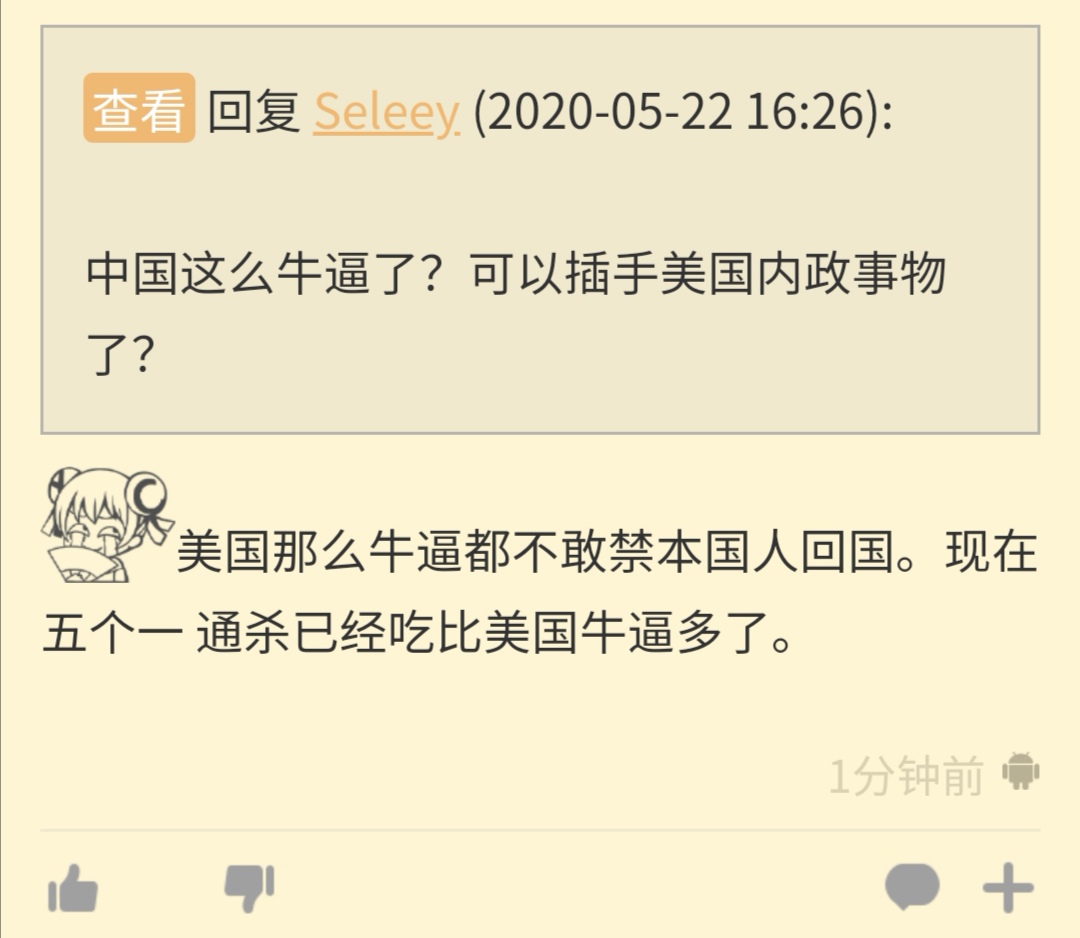 查看 回复 Seleey (2020-05-22 16:26):
中国这么牛逼了？可以插手美国内政事物
了？
美国那么牛逼都不敢禁本国人回国。现在
五个一 通杀已经吃比美国牛逼多了。
1分钟前